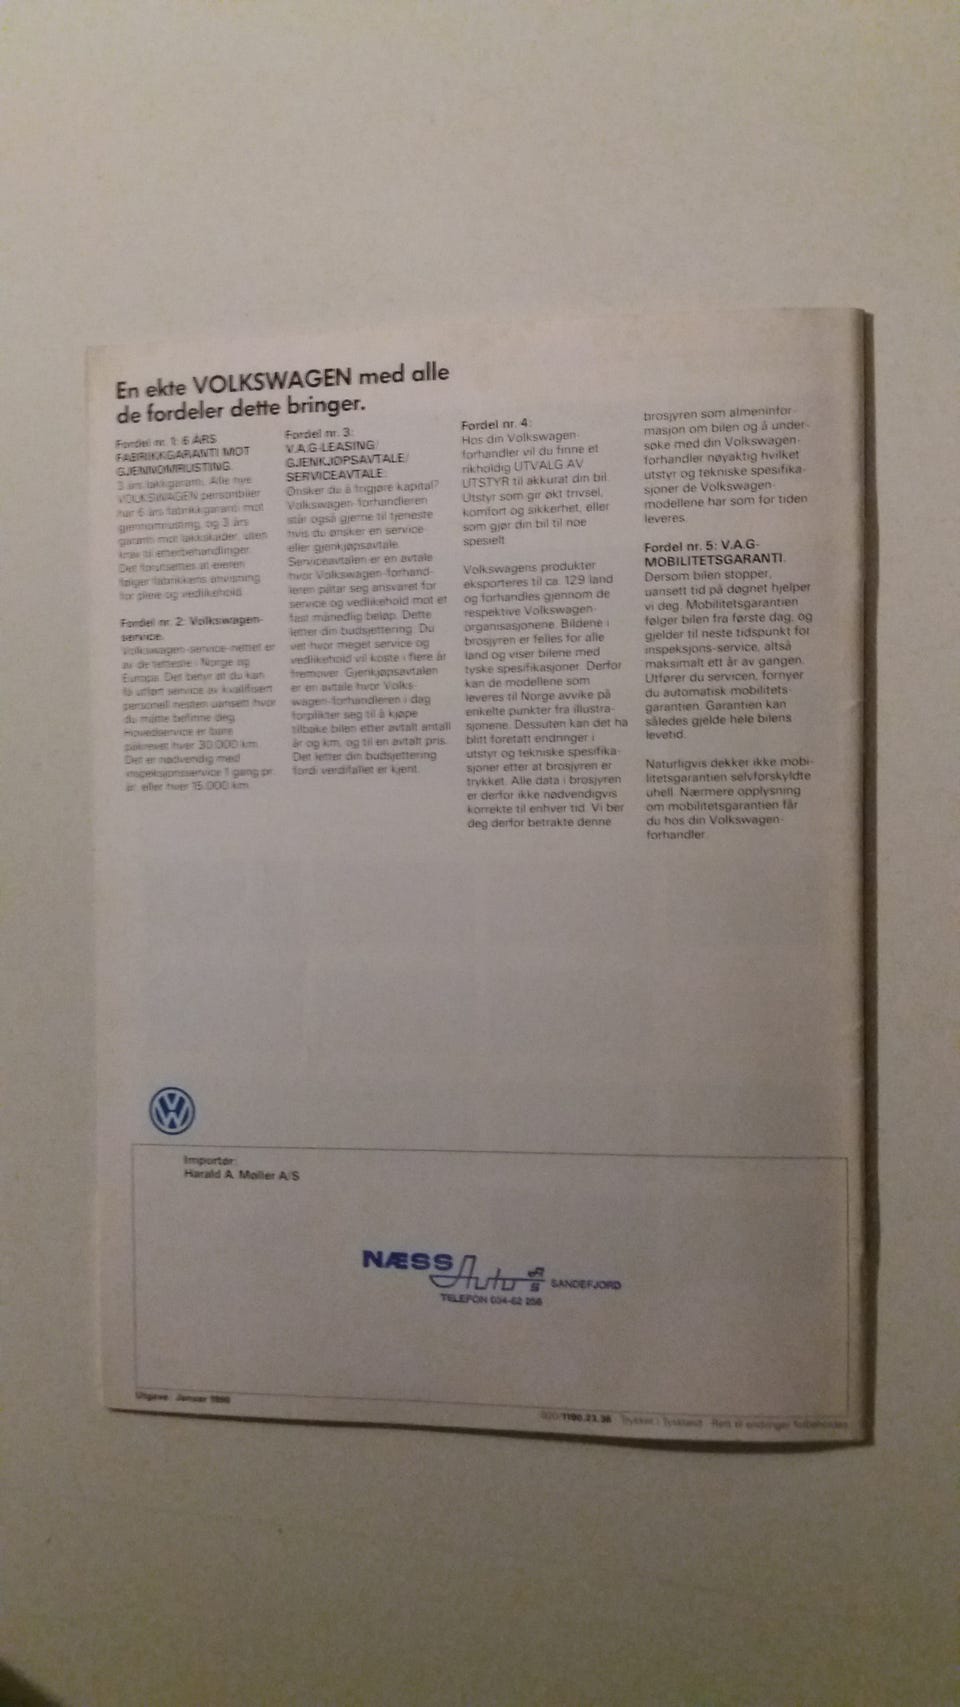 En ekte VOLKSWAGEN med alle
de fordeler dette bringer.
Fordel nr. 1: 6 ÅRS
FABRIKKGARANTI MOT
GJENNOMRUSTING.
3 års lakkgaranti. Alle nye
VOLKSWAGEN personbiler
har 6 års fabrikkgaranti mot
gjennomrusting, og 3 års
garanti mot lakkskader, uten
krav til etterbehandlinger.
Det forutsettes at eieren
følger fabrikkens anvisning
for pleie og vedlikehold.
Fordel nr. 2: Volkswagen-
service.
Volkswagen-service-nettet er
av de tetteste i Norge og
Europa. Det betyr at du kan
få utført service av kvalifisert
personell nesten uansett hvor
du måtte befinne deg.
Hovedservice er bare
påkrevet hver 30.000 km.
Det er nødvendig med
inspeksjonsservice 1 gang pr.
år, eller hver 15.000 km.
Fordel nr. 3:
V.A.G-LEASING/
GJENKJØPSAVTALE/
SERVICEAVTALE:
Ønsker du å frigjøre kapital?
Volkswagen-forhandleren
står også gjerne til tjeneste
hvis du ønsker en service
eller gjenkjøpsavtale.
Serviceavtalen er en avtale
hvor Volkswagen-forhand-
leren påtar seg ansvaret for
service og vedlikehold mot et
fast månedlig beløp. Dette
letter din budsjettering. Du
vet hvor meget service og
vedlikehold vil koste i flere år
fremover. Gjenkjøpsavtalen
er en avtale hvor Volks-
wagen-forhandleren i dag
forplikter seg til å kjøpe
tilbake bilen etter avtalt antall
år og km, og til en avtalt pris.
Det letter din budsjettering
fordi verdifallet er kjent.
Fordel nr. 4:
Hos din Volkswagen-
forhandler vil du finne et
rikholdig UTVALG AV
UTSTYR til akkurat din bil.
Utstyr som gir økt trivsel,
komfort og sikkerhet, eller
som gjør din bil til noe
spesielt.
Volkswagens produkter
eksporteres til ca. 129 land
og forhandles gjennom de
respektive Volkswagen-
organisasjonene. Bildene i
brosjyren er felles for alle
land og viser bilene med
tyske spesifikasjoner. Derfor
kan de modellene som
leveres til Norge avvike på
enkelte punkter fra illustra-
sjonene. Dessuten kan det ha
blitt foretatt endringer i
utstyr og tekniske spesifika-
sjoner etter at brosjyren er
trykket. Alle data i brosjyren
er derfor ikke nødvendigvis
korrekte til enhver tid. Vi ber
deg derfor betrakte denne
brosjyren som almeninfor-
masjon om bilen og å under-
søke med din Volkswagen-
forhandler nøyaktig hvilket
utstyr og tekniske spesifika-
sjoner de Volkswagen-
modellene har som for tiden
leveres.
Fordel nr. 5: V.A.G-
MOBILITETSGARANTI.
Dersom bilen stopper,
uansett tid på døgnet hjelper
vi deg. Mobilitetsgarantien
følger bilen fra første dag, og
gjelder til neste tidspunkt for
inspeksjons-service, altså
maksimalt ett år av gangen.
Utfører du servicen, fornyer
du automatisk mobilitets-
garantien. Garantien kan
således gjelde hele bilens
levetid.
Naturligvis dekker ikke mobi-
litetsgarantien selvforskyldte
uhell. Nærmere opplysning
om mobilitetsgarantien får
du hos din Volkswagen-
forhandler.
VW
Importør:
Harald A. Møller A/S
NÆSS Auto A/S SANDEFJORD
TELEFON 034-62 256
Utgave: Januar 1990
/1190.23.38 Trykket i Tyskland Rett til endringer forbeholdes